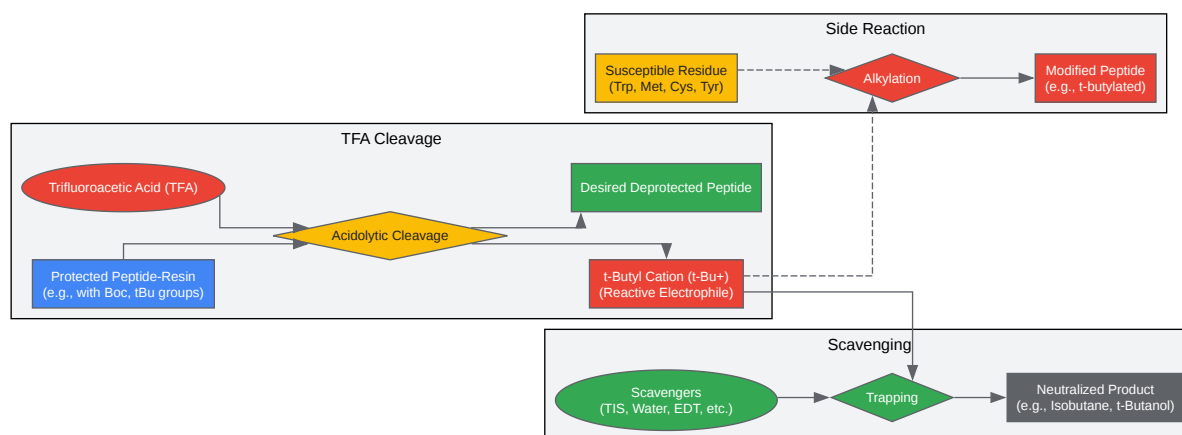 Side Reaction
Susceptible Residue
(Trp, Met, Cys, Tyr)
Alkylation
Modified Peptide
(e.g., t-butylated)
TFA Cleavage
Trifluoroacetic Acid (TFA)
Desired Deprotected Peptide
Acidolytic Cleavage
Protected Peptide-Resin
(e.g., with Boc, tBu groups)
t-Butyl Cation (t-Bu+)
(Reactive Electrophile)
Scavenging
Scavengers
(TIS, Water, EDT, etc.)
Trapping
Neutralized Product
(e.g., Isobutane, t-Butanol)